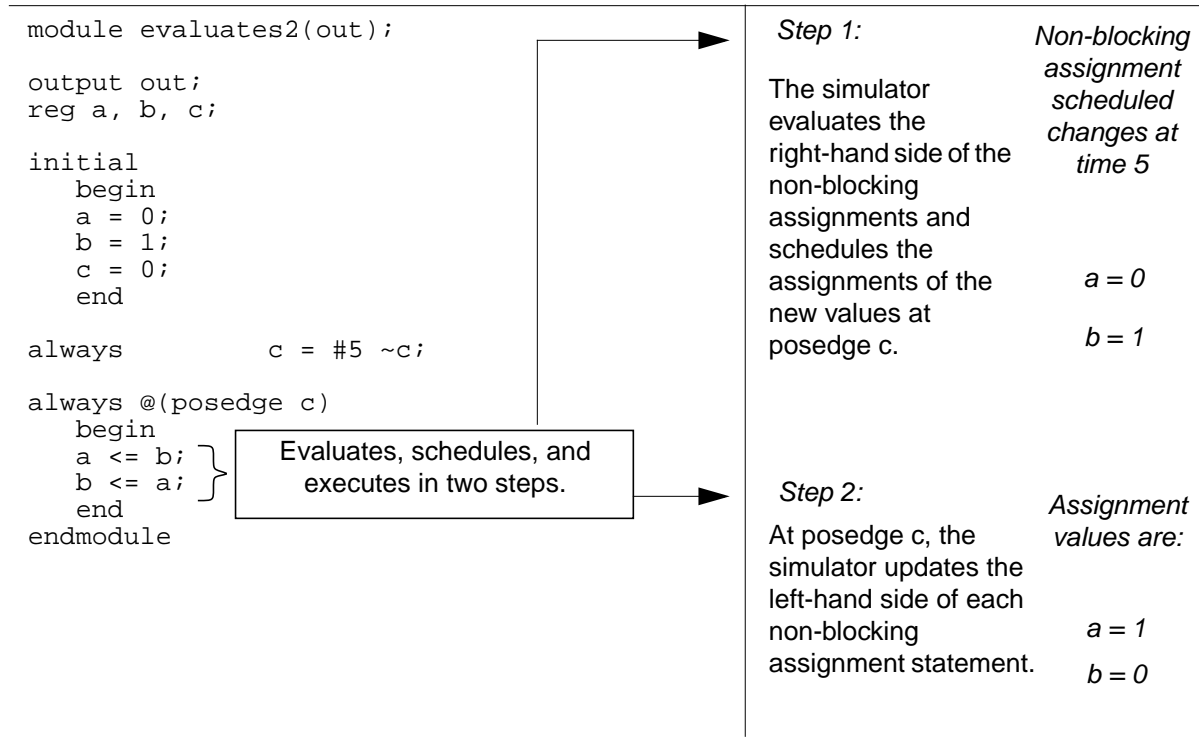 module evaluates2(out);
output out;
reg a, b, c;
initial
begin
a = 0;
b = 1;
c = 0;
end
always c = #5 ~c;
always @(posedge c)
begin
a <= b;
b <= a;
end
endmodule
Evaluates, schedules, and
executes in two steps.
Step 1:
The simulator
evaluates the
right-hand side of the
non-blocking
assignments and
schedules the
assignments of the
new values at
posedge c.
Non-blocking
assignment
scheduled
changes at
time 5
a = 0
b = 1
Step 2:
At posedge c, the
simulator updates the
left-hand side of each
non-blocking
assignment statement.
Assignment
values are:
a = 1
b = 0